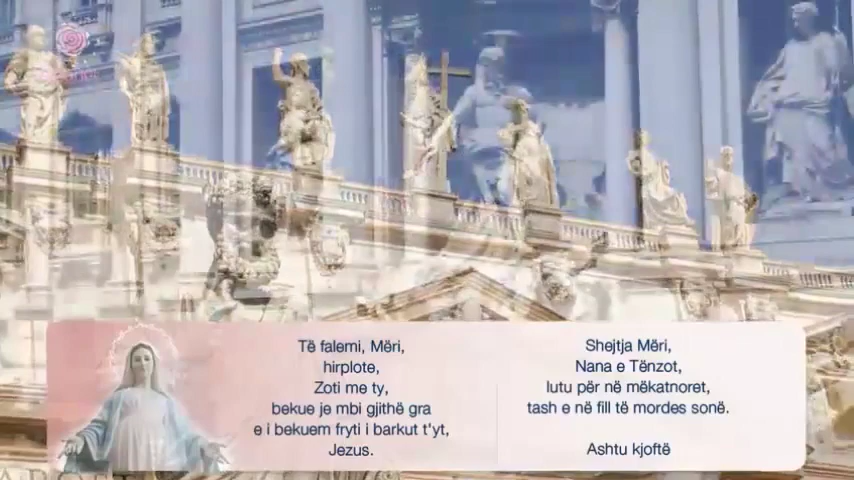 Të falemi, Mëri,
hirplote,
Zoti me ty,
bekue je mbi gjithë gra
e i bekuem fryti i barkut t'yt,
Jezus.
Shejtja Mëri,
Nana e Tënzot,
lutu për në mëkatnoret,
tash e në fill të mordes sonë.
Ashtu kjoftë